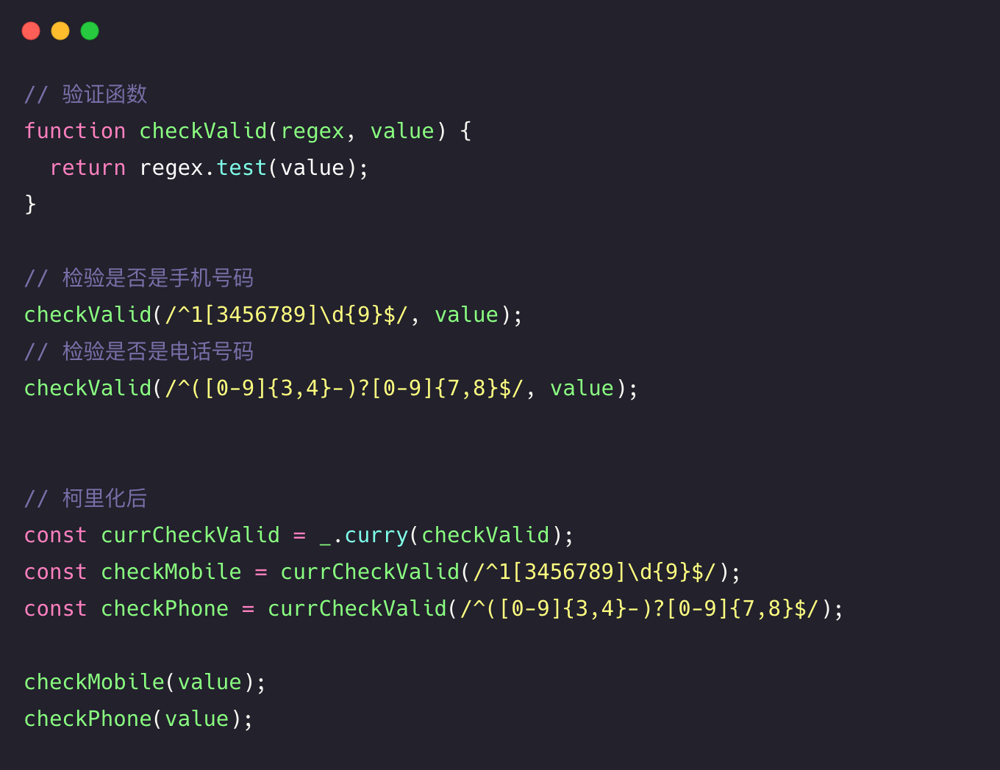 // 验证函数
function checkValid(regex, value) {
  return regex.test(value);
}
// 检验是否是手机号码
checkValid(/^1[3456789]\d{9}$/, value);
// 检验是否是电话号码
checkValid(/^([0-9]{3,4}-)?[0-9]{7,8}$/, value);
// 柯里化后
const currCheckValid = _.curry(checkValid);
const checkMobile = currCheckValid(/^1[3456789]\d{9}$/);
const checkPhone = currCheckValid(/^([0-9]{3,4}-)?[0-9]{7,8}$/);
checkMobile(value);
checkPhone(value);